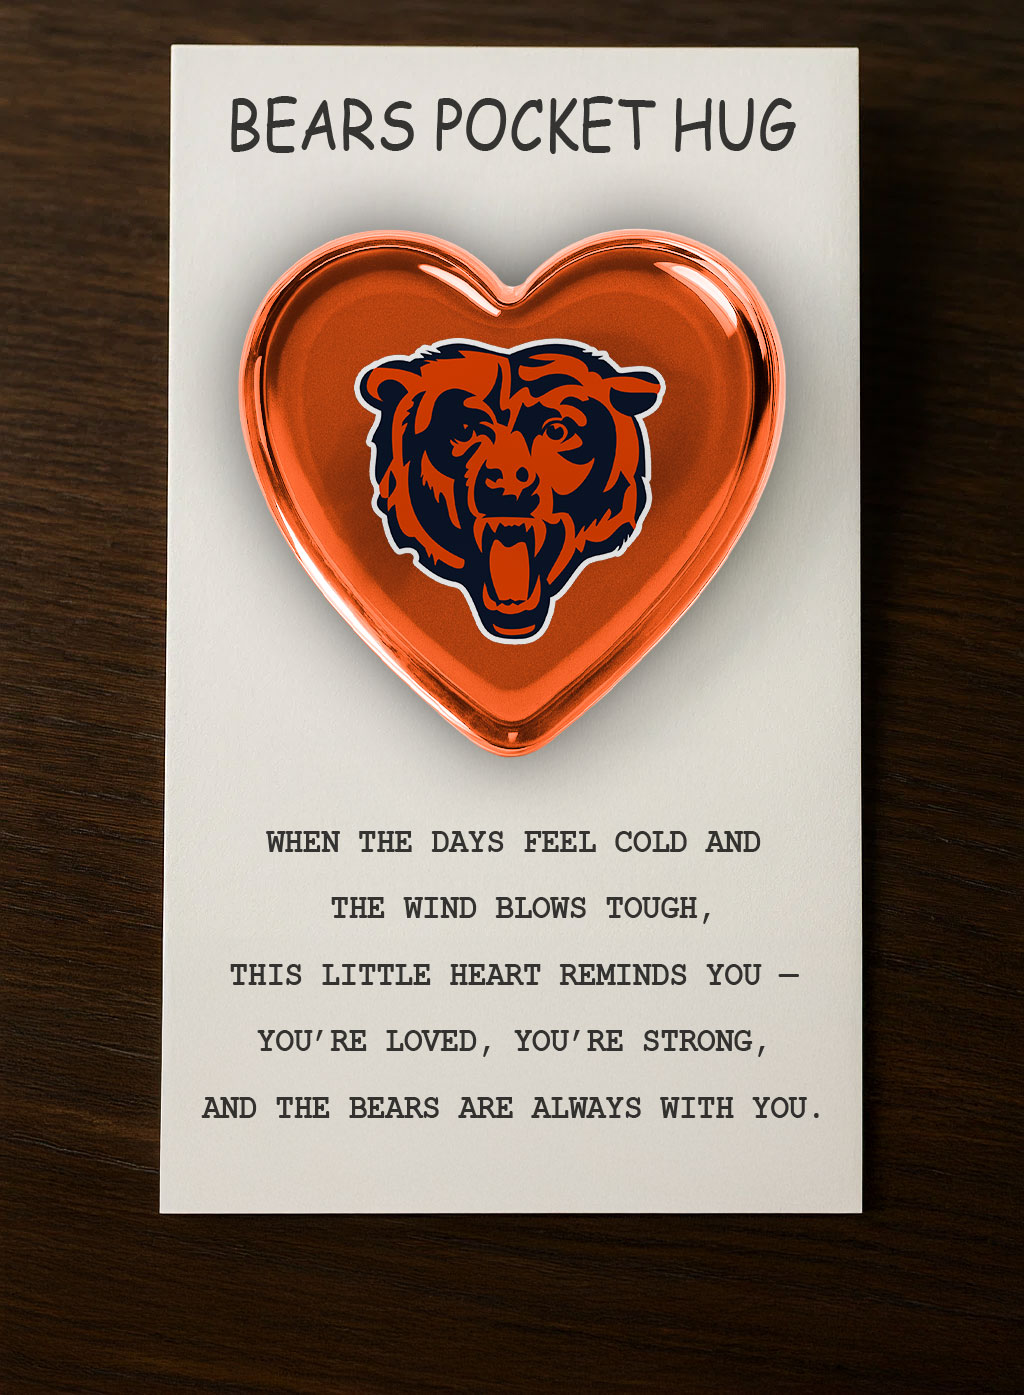 BEARS POCKET HUG
WHEN THE DAYS FEEL COLD AND
THE WIND BLOWS TOUGH,
THIS LITTLE HEART REMINDS YOU —
YOU’RE LOVED, YOU’RE STRONG,
AND THE BEARS ARE ALWAYS WITH YOU.